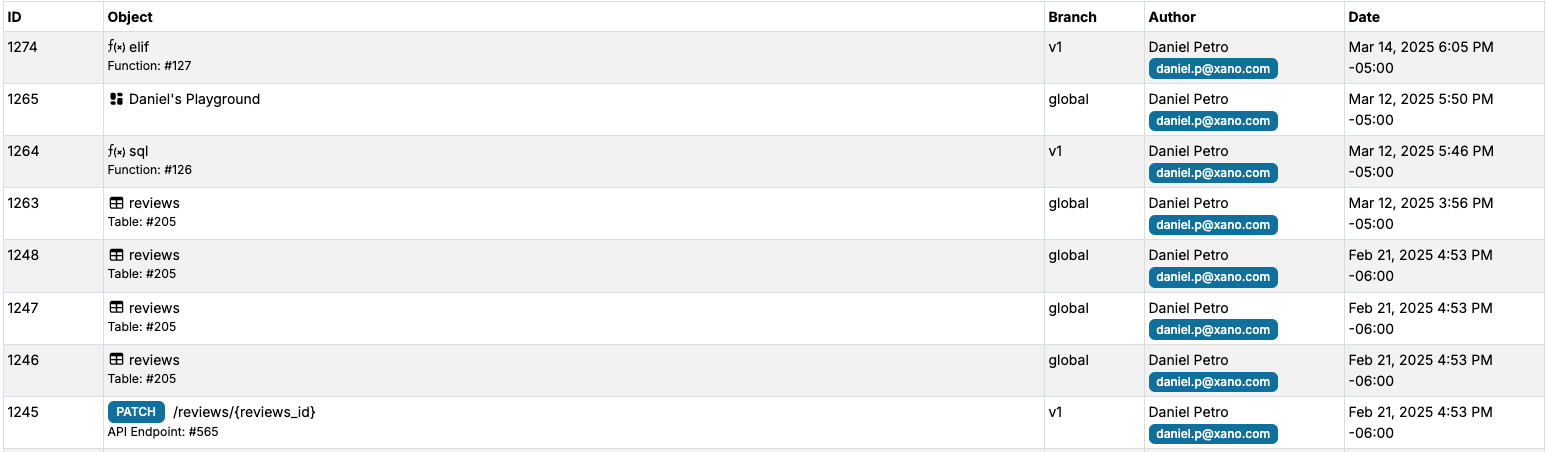 ID Object Branch Author Date
1274 f(x) elif v1 Daniel Petro Mar 14, 2025 6:05 PM
Function: #127 daniel.p@xano.com -05:00
1265 Daniel's Playground global Daniel Petro Mar 12, 2025 5:50 PM
daniel.p@xano.com -05:00
1264 f(x) sql v1 Daniel Petro Mar 12, 2025 5:46 PM
Function: #126 daniel.p@xano.com -05:00
1263 reviews global Daniel Petro Mar 12, 2025 3:56 PM
Table: #205 daniel.p@xano.com -05:00
1248 reviews global Daniel Petro Feb 21, 2025 4:53 PM
Table: #205 daniel.p@xano.com -06:00
1247 reviews global Daniel Petro Feb 21, 2025 4:53 PM
Table: #205 daniel.p@xano.com -06:00
1246 reviews global Daniel Petro Feb 21, 2025 4:53 PM
Table: #205 daniel.p@xano.com -06:00
1245 PATCH /reviews/{reviews_id} v1 Daniel Petro Feb 21, 2025 4:53 PM
API Endpoint: #565 daniel.p@xano.com -06:00